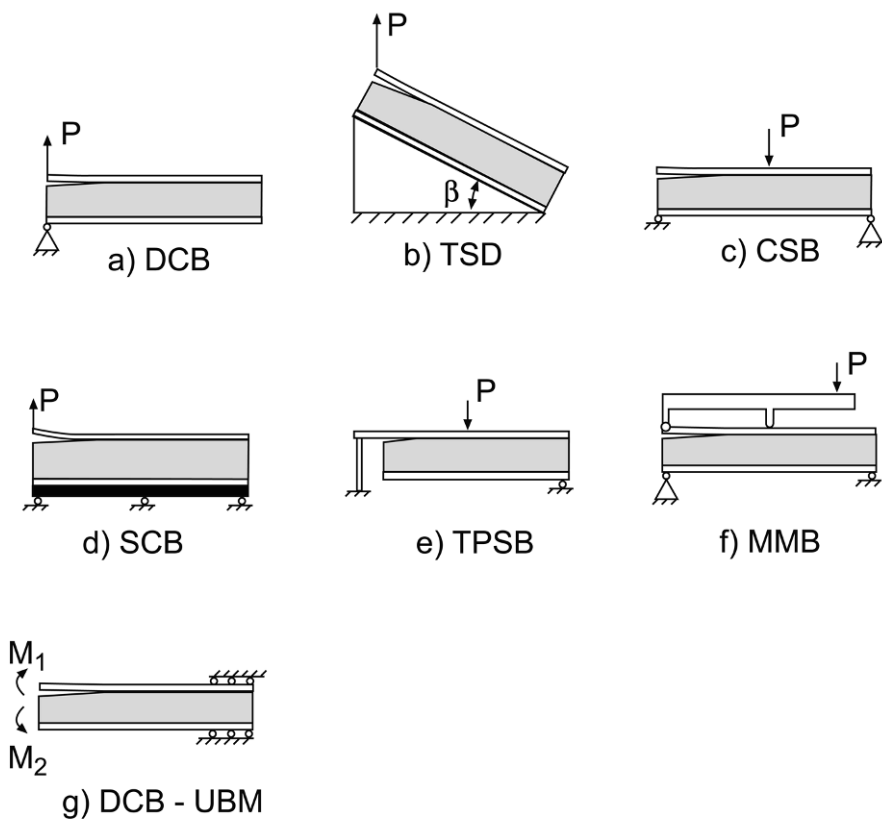 P
a) DCB
P
β
b) TSD
P
c) CSB
P
d) SCB
P
e) TPSB
P
f) MMB
M1
M2
g) DCB - UBM